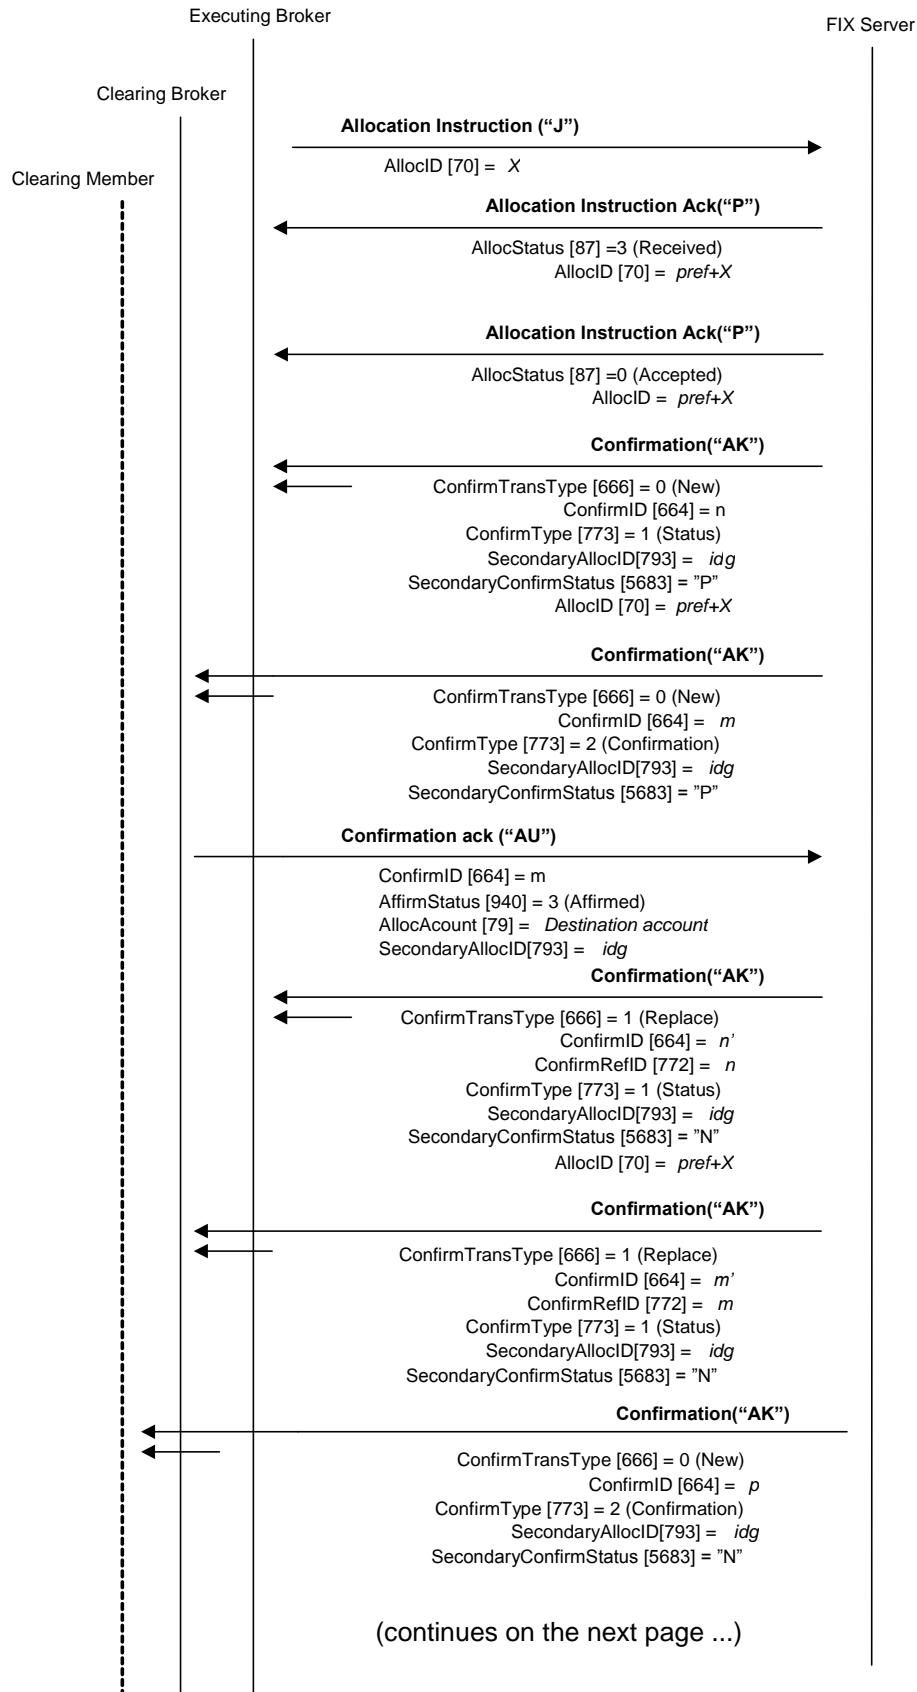 Executing Broker
FIX Server
Clearing Broker
Clearing Member
Allocation Instruction (“J”)
AllocID [70] = X
Allocation Instruction Ack(“P”)
AllocStatus [87] =3 (Received)
AllocID [70] = pref+X
Allocation Instruction Ack(“P”)
AllocStatus [87] =0 (Accepted)
AllocID = pref+X
Confirmation(“AK”)
ConfirmTransType [666] = 0 (New)
ConfirmID [664] = n
ConfirmType [773] = 1 (Status)
SecondaryAllocID[793] = idg
SecondaryConfirmStatus [5683] = ”P”
AllocID [70] = pref+X
Confirmation(“AK”)
ConfirmTransType [666] = 0 (New)
ConfirmID [664] = m
ConfirmType [773] = 2 (Confirmation)
SecondaryAllocID[793] = idg
SecondaryConfirmStatus [5683] = ”P”
Confirmation ack (“AU”)
ConfirmID [664] = m
AffirmStatus [940] = 3 (Affirmed)
AllocAcount [79] = Destination account
SecondaryAllocID[793] = idg
Confirmation(“AK”)
ConfirmTransType [666] = 1 (Replace)
ConfirmID [664] = n’
ConfirmRefID [772] = n
ConfirmType [773] = 1 (Status)
SecondaryAllocID[793] = idg
SecondaryConfirmStatus [5683] = ”N”
AllocID [70] = pref+X
Confirmation(“AK”)
ConfirmTransType [666] = 1 (Replace)
ConfirmID [664] = m’
ConfirmRefID [772] = m
ConfirmType [773] = 1 (Status)
SecondaryAllocID[793] = idg
SecondaryConfirmStatus [5683] = ”N”
Confirmation(“AK”)
ConfirmTransType [666] = 0 (New)
ConfirmID [664] = p
ConfirmType [773] = 2 (Confirmation)
SecondaryAllocID[793] = idg
SecondaryConfirmStatus [5683] = ”N”
(continues on the next page ...)